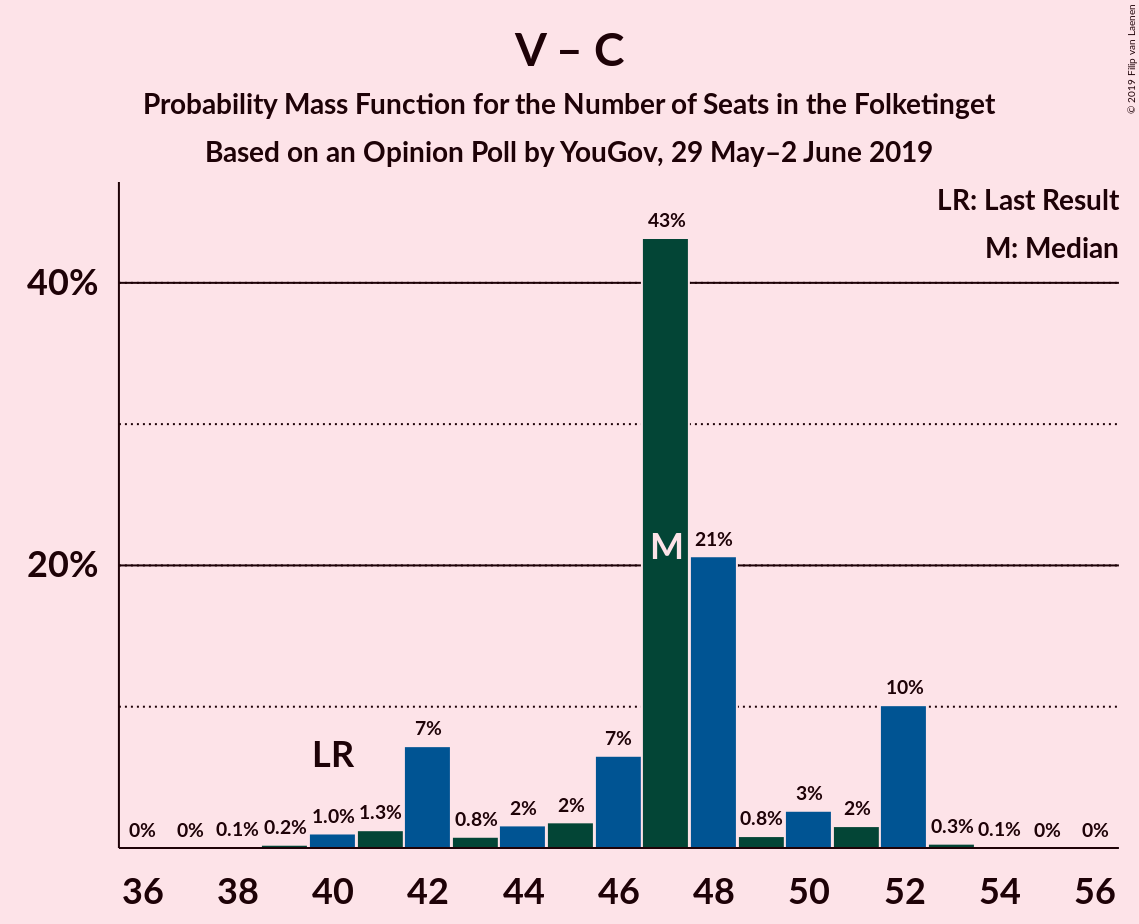 V – C
Probability Mass Function for the Number of Seats in the Folketinget
Based on an Opinion Poll by YouGov, 29 May–2 June 2019
© 2019 Filip van Laenen
LR: Last Result
M: Median
40%
20%
0% 0% 0.1% 0.2% 1.0% 1.3% 7% 0.8% 2% 2% 7% 43% 21% 0.8% 3% 2% 10% 0.3% 0.1% 0% 0%
LR
M
36 38 40 42 44 46 48 50 52 54 56